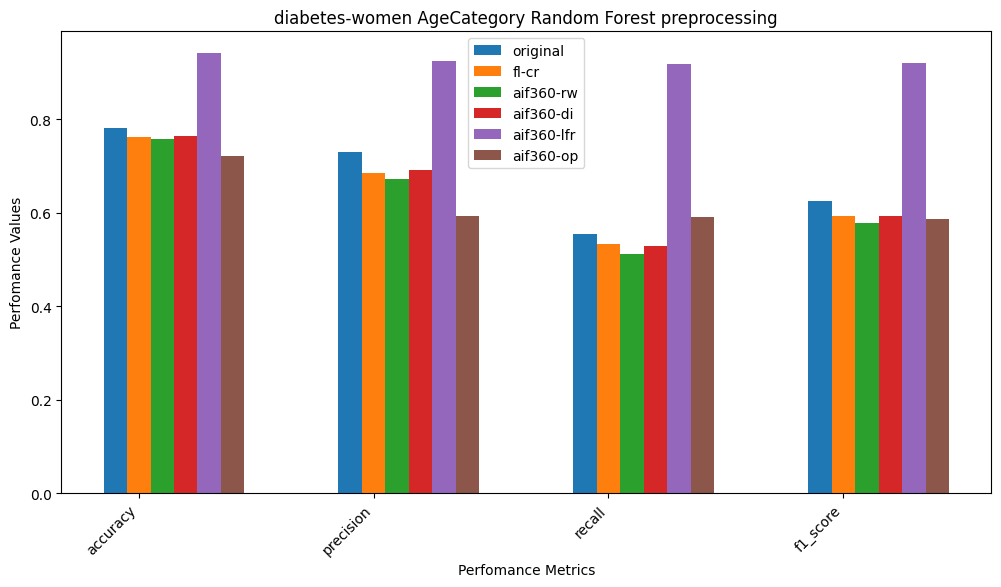 diabetes-women AgeCategory Random Forest preprocessing
original
fl-cr
aif360-rw
aif360-di
aif360-lfr
aif360-op
Perfomance Values
0.8
0.6
0.4
0.2
0.0
accuracy
precision
recall
f1_score
Perfomance Metrics